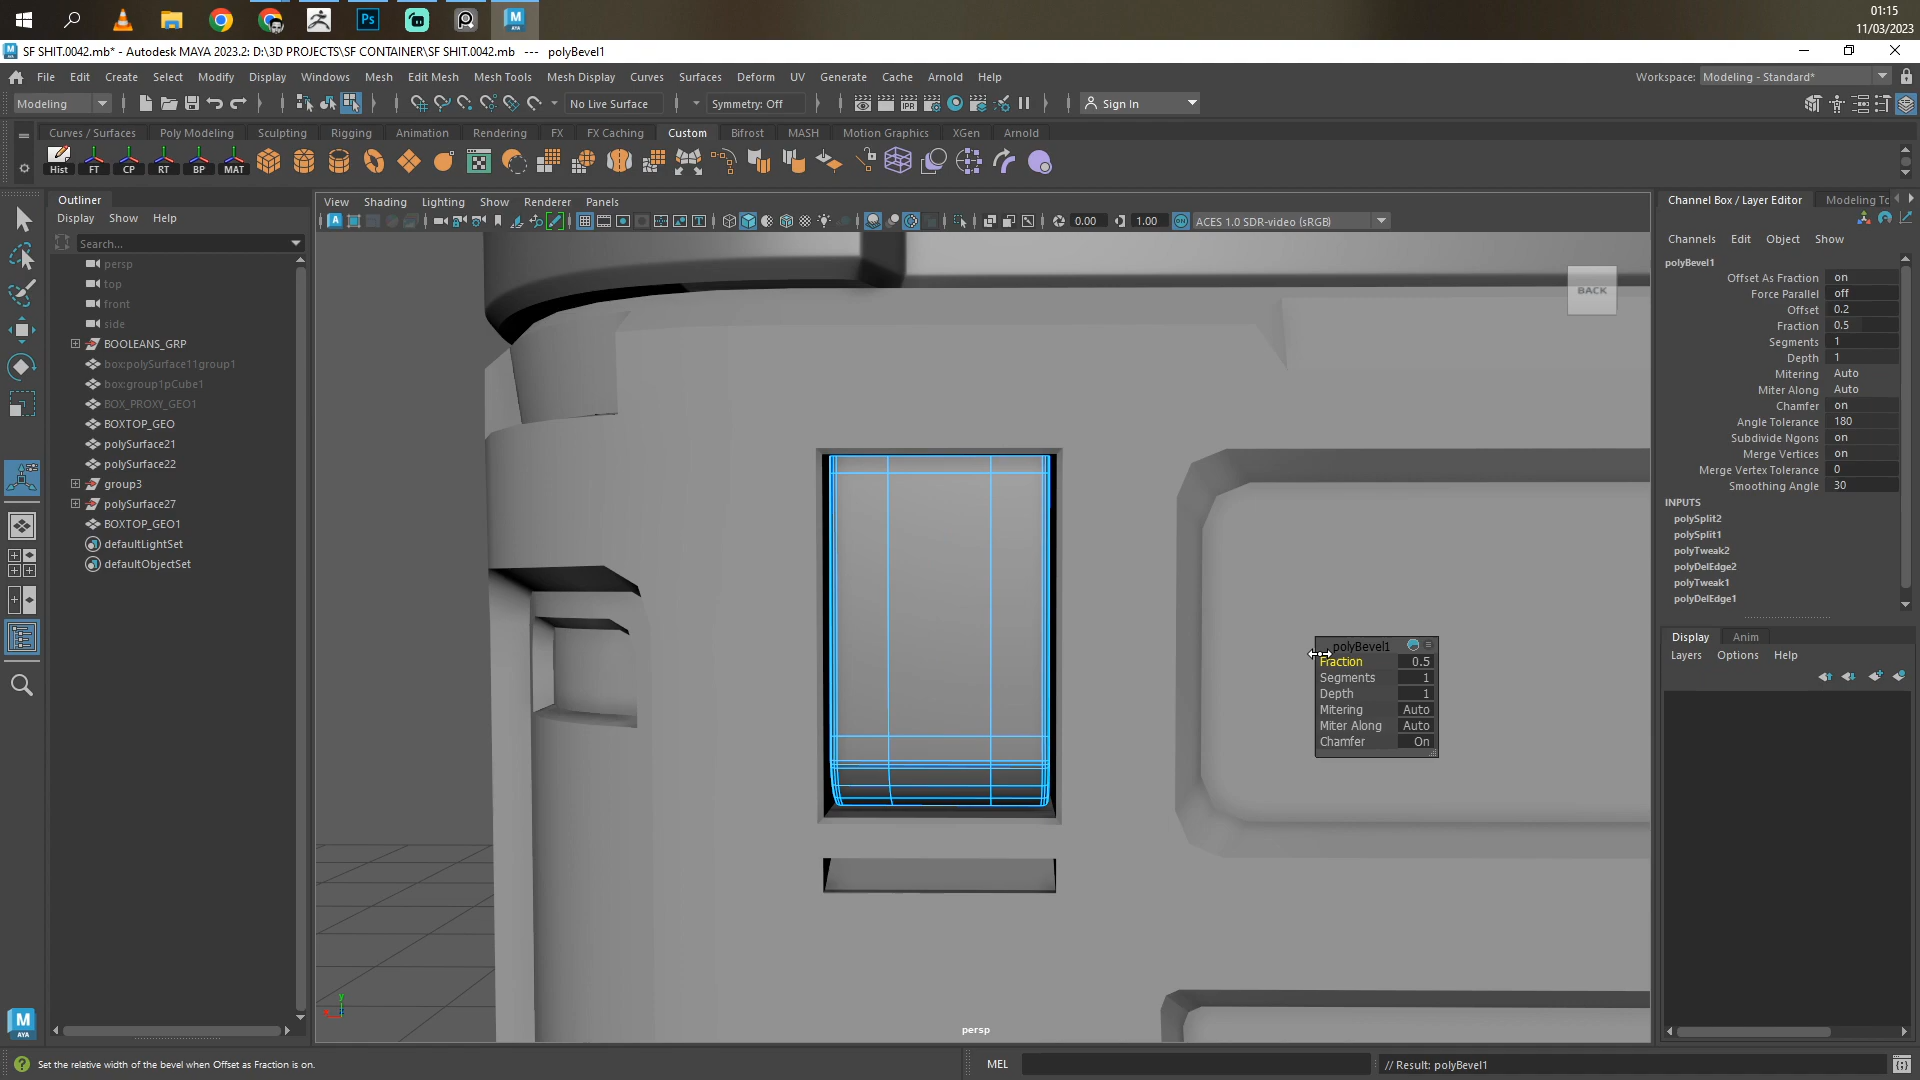 Ps
01:15
11/03/2023
SF SHIT.0042.mb* - Autodesk MAYA 2023.2: D:\3D PROJECTS\SF CONTAINER\SF SHIT.0042.mb --- polyBevel1
File Edit Create Select Modify Display Windows Mesh Edit Mesh Mesh Tools Mesh Display Curves Surfaces Deform UV Generate Cache Arnold Help
Workspace: Modeling - Standard*
Modeling
No Live Surface
Symmetry: Off
IPR
Sign In
Curves / Surfaces Poly Modeling Sculpting Rigging Animation Rendering FX FX Caching Custom Bifrost MASH Motion Graphics XGen Arnold
Hist FT CP RT BP MAT
Outliner
Display Show Help
Search...
persp
top
front
side
BOOLEANS_GRP
box:polySurface11group1
box:group1pCube1
BOX_PROXY_GEO1
BOXTOP_GEO
polySurface21
polySurface22
group3
polySurface27
BOXTOP_GEO1
defaultLightSet
defaultObjectSet
View Shading Lighting Show Renderer Panels
0.00
1.00
ACES 1.0 SDR-video (sRGB)
BACK
polyBevel1
Fraction 0.5
Segments 1
Depth 1
Mitering Auto
Miter Along Auto
Chamfer On
persp
Channel Box / Layer Editor
Modeling To
Channels Edit Object Show
polyBevel1
Offset As Fraction on
Force Parallel off
Offset 0.2
Fraction 0.5
Segments 1
Depth 1
Mitering Auto
Miter Along Auto
Chamfer on
Angle Tolerance 180
Subdivide Ngons on
Merge Vertices on
Merge Vertex Tolerance 0
Smoothing Angle 30
INPUTS
polySplit2
polySplit1
polyTweak2
polyDelEdge2
polyTweak1
polyDelEdge1
Display Anim
Layers Options Help
Set the relative width of the bevel when Offset as Fraction is on.
MEL
// Result: polyBevel1